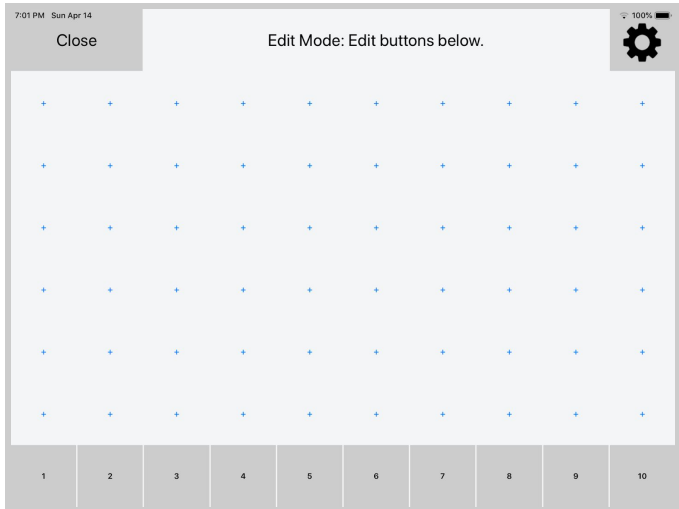 7:01 PM Sun Apr 14 100%
Close Edit Mode: Edit buttons below.
+ + + + + + + + + +
+ + + + + + + + + +
+ + + + + + + + + +
+ + + + + + + + + +
+ + + + + + + + + +
+ + + + + + + + + +
1 2 3 4 5 6 7 8 9 10